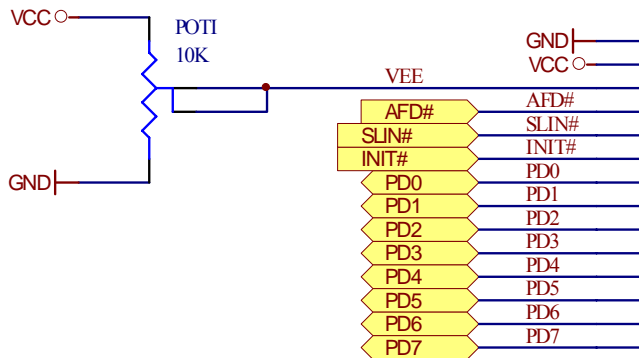 VCC
POTI
10K
GND
VCC
VEE
AFD# AFD#
SLIN# SLIN#
INIT# INIT#
GND
PD0 PD0
PD1 PD1
PD2 PD2
PD3 PD3
PD4 PD4
PD5 PD5
PD6 PD6
PD7 PD7